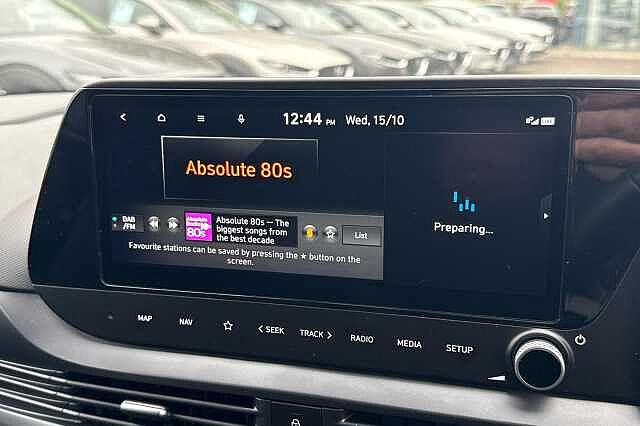 12:44 PM Wed, 15/10
Absolute 80s
Preparing...
DAB
/FM
Absolute
Radio
80s
Absolute 80s — The
biggest songs from
the best decade
List
Favourite stations can be saved by pressing the ★ button on the
screen.
MAP
NAV
< SEEK
TRACK >
RADIO
MEDIA
SETUP